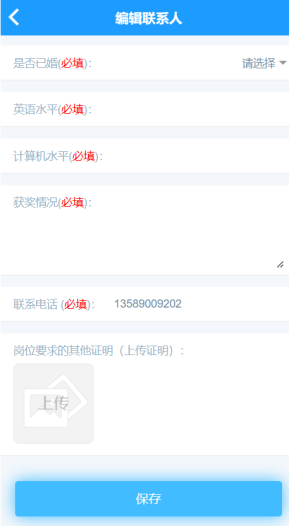 编辑联系人
是否已婚(必填): 请选择
英语水平(必填):
计算机水平(必填):
获奖情况(必填):
联系电话 (必填): 13589009202
岗位要求的其他证明（上传证明）:
上传
保存